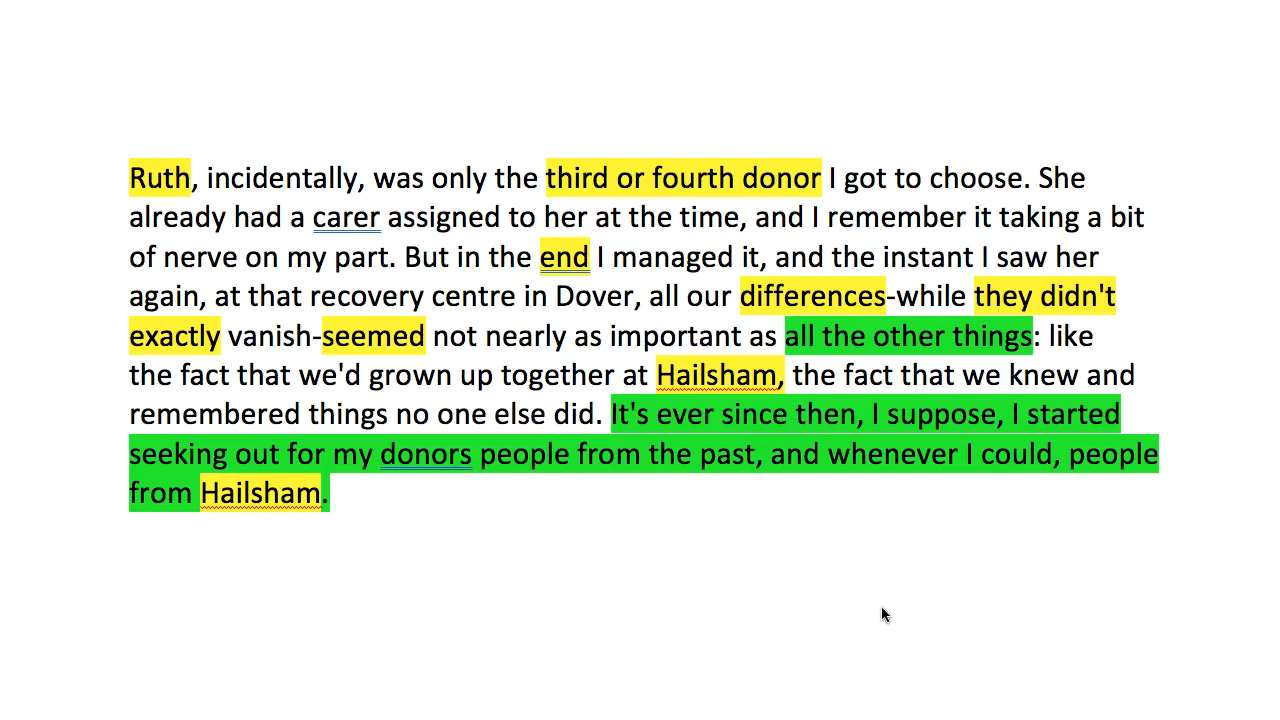 Ruth, incidentally, was only the third or fourth donor I got to choose. She
already had a carer assigned to her at the time, and I remember it taking a bit
of nerve on my part. But in the end I managed it, and the instant I saw her
again, at that recovery centre in Dover, all our differences-while they didn't
exactly vanish-seemed not nearly as important as all the other things: like
the fact that we'd grown up together at Hailsham, the fact that we knew and
remembered things no one else did. It's ever since then, I suppose, I started
seeking out for my donors people from the past, and whenever I could, people
from Hailsham.